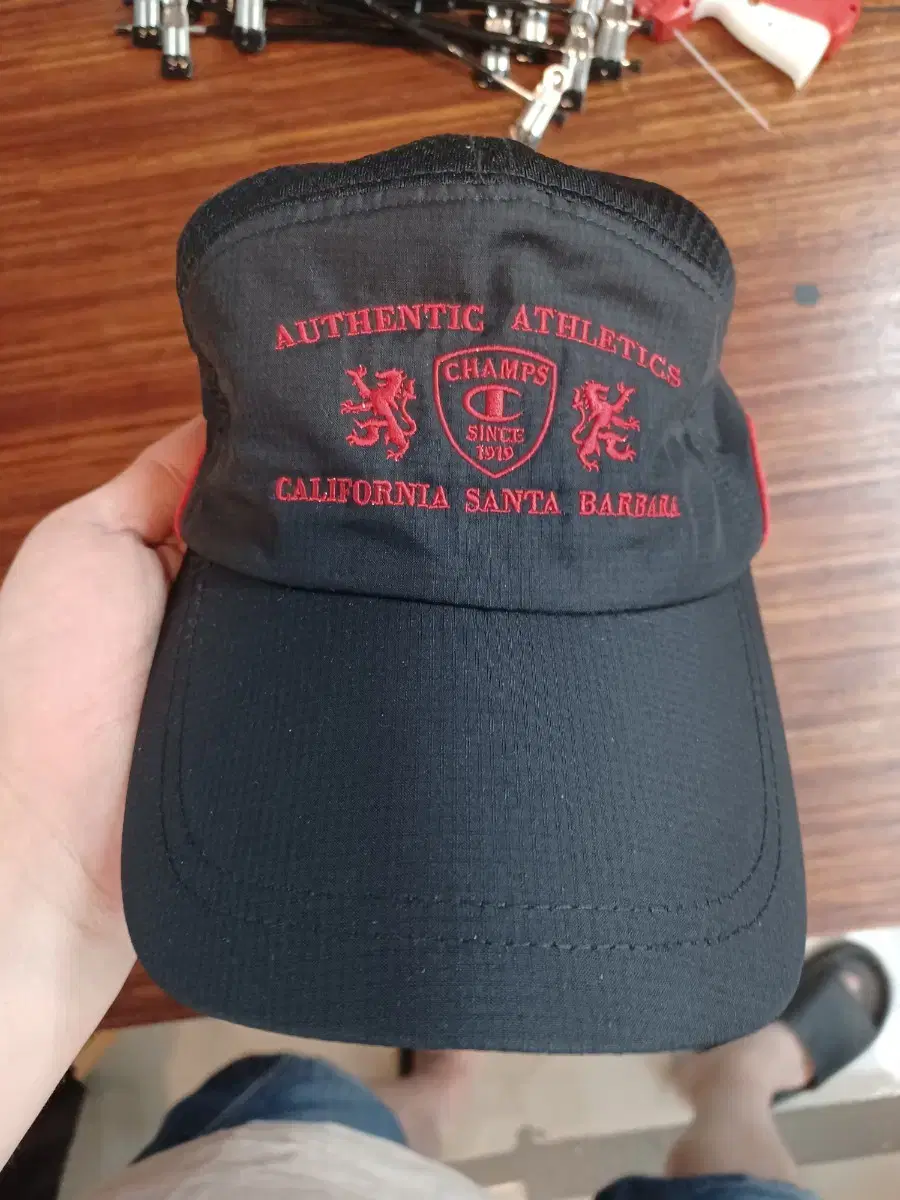 AUTHENTIC ATHLETICS
CHAMPS
C
SINCE
1919
CALIFORNIA SANTA BARBARA